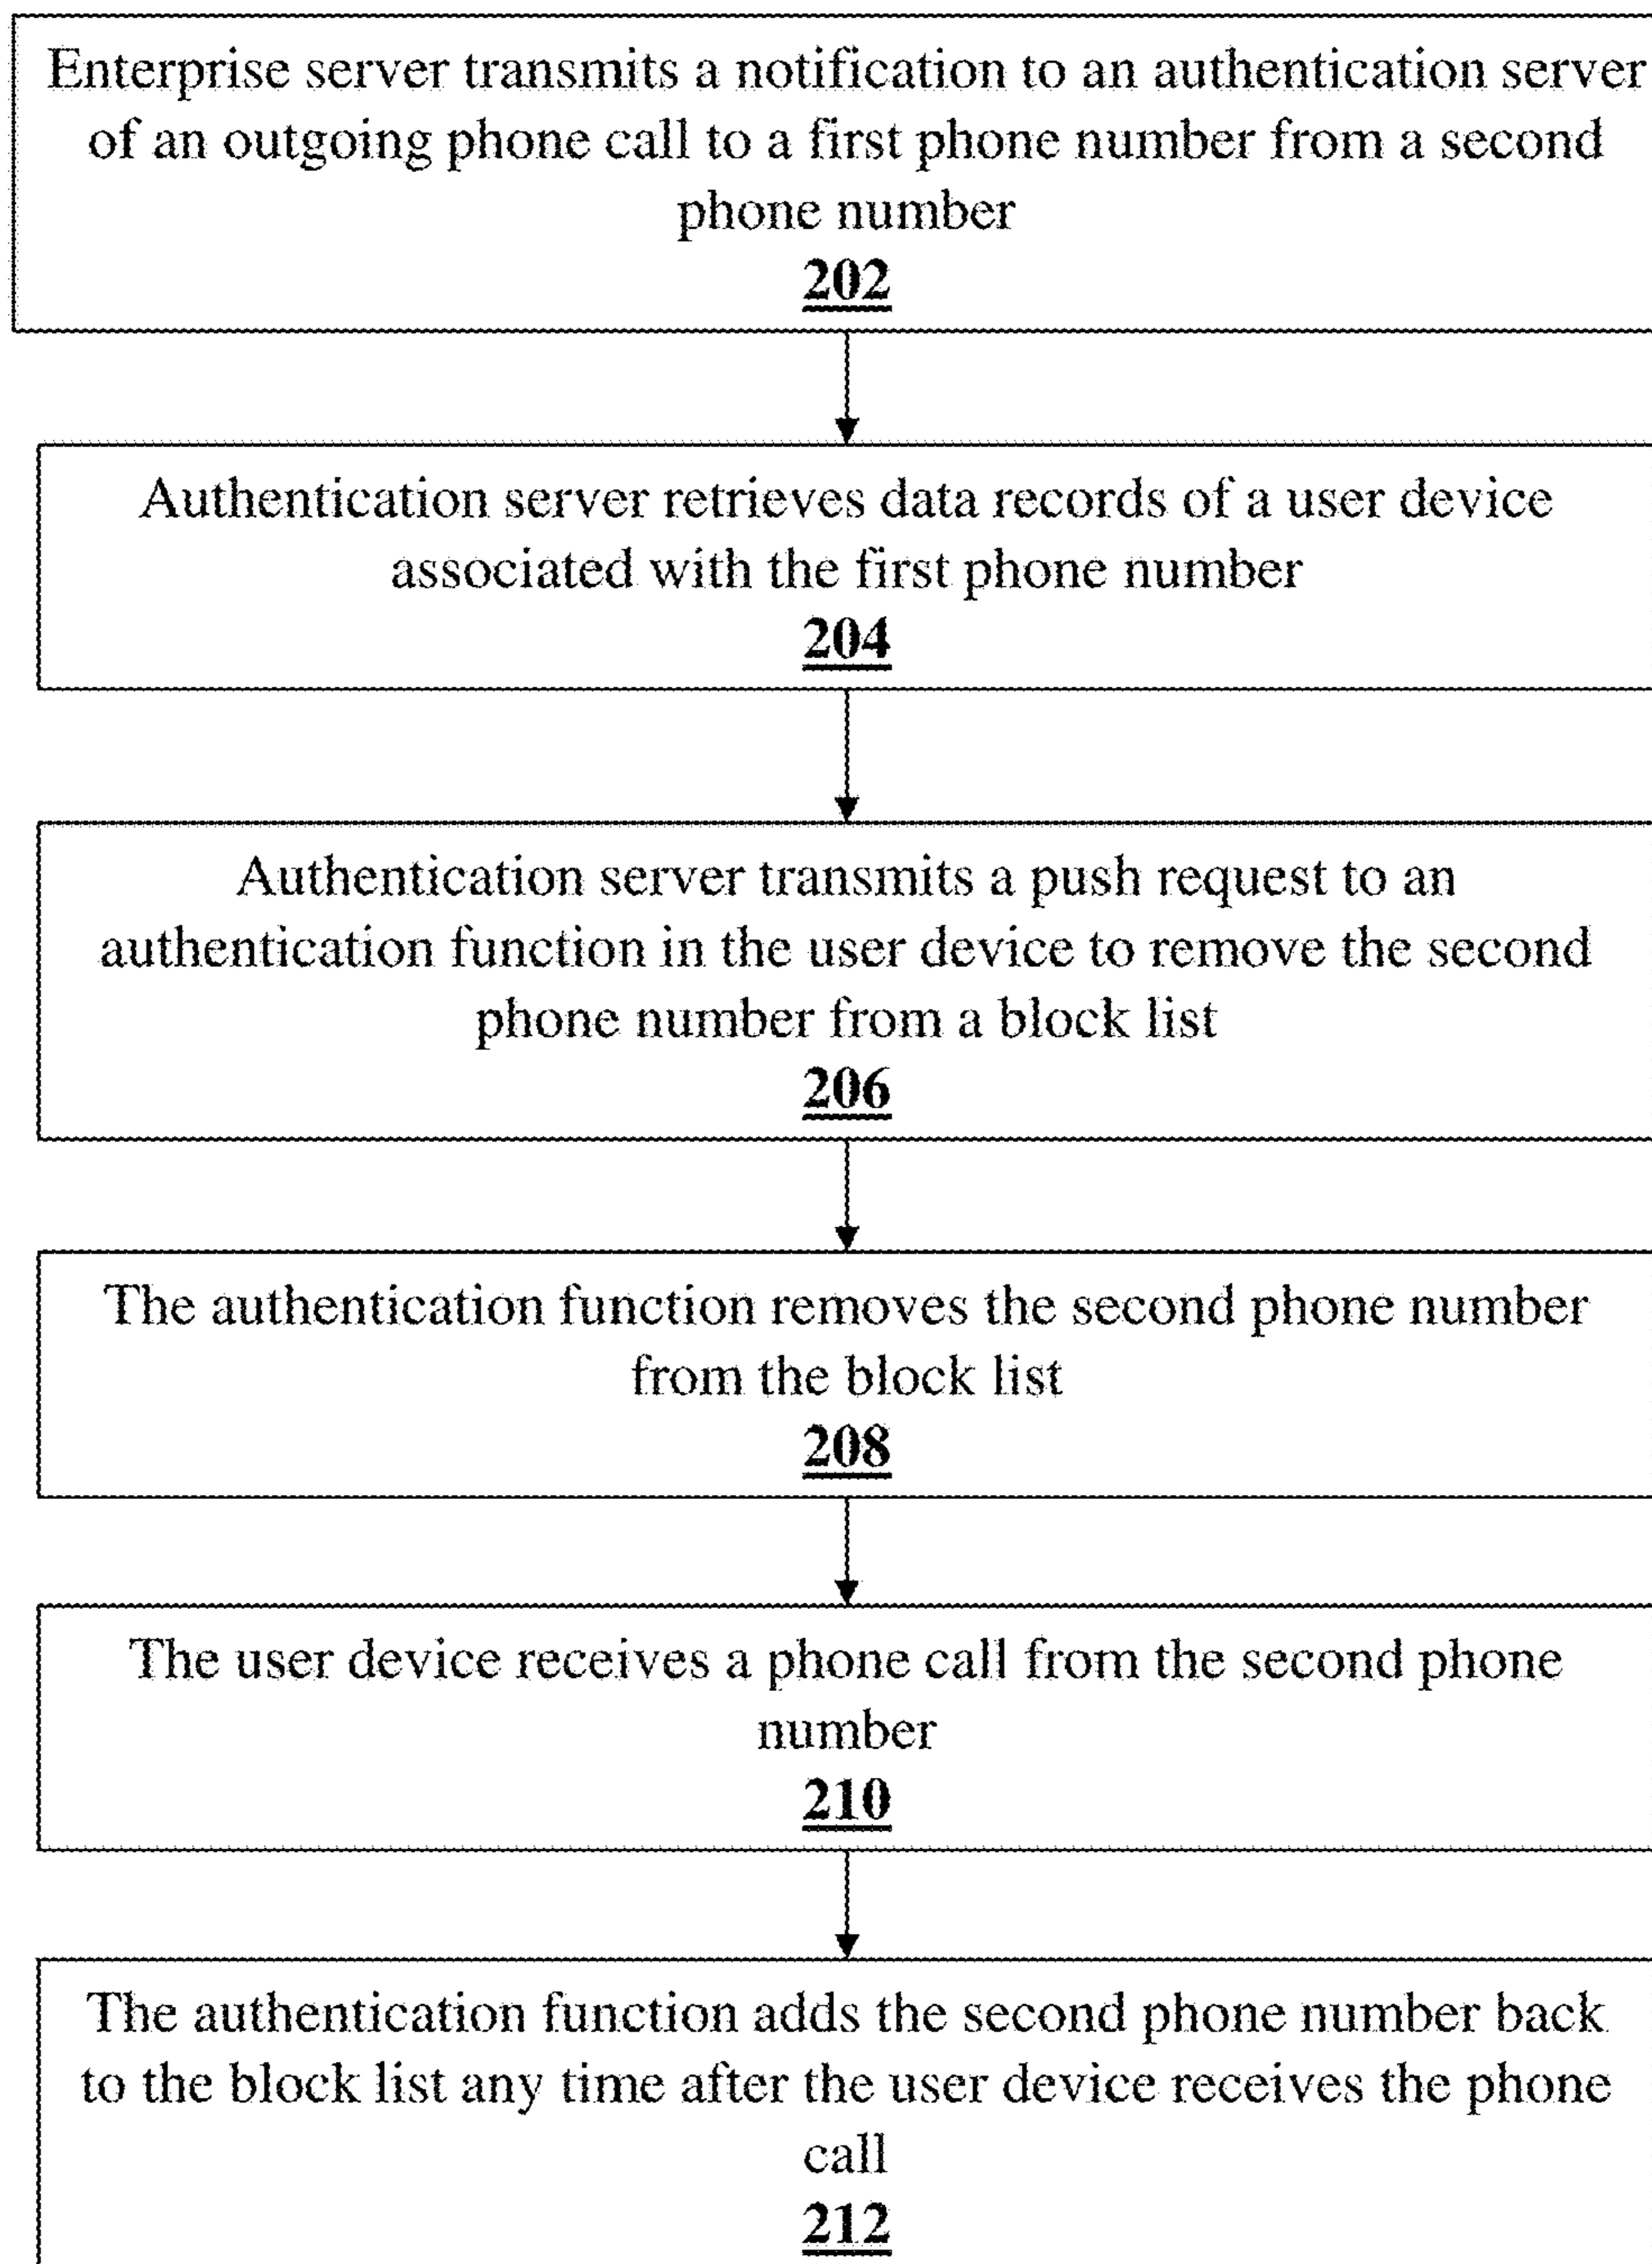 Enterprise server transmits a notification to an authentication server
of an outgoing phone call to a first phone number from a second
phone number
202
Authentication server retrieves data records of a user device
associated with the first phone number
204
Authentication server transmits a push request to an
authentication function in the user device to remove the second
phone number from a block list
206
The authentication function removes the second phone number
from the block list
208
The user device receives a phone call from the second phone
number
210
The authentication function adds the second phone number back
to the block list any time after the user device receives the phone
call
212